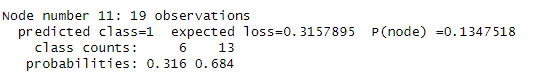 Node number 11: 19 observations
predicted class=1 expected loss=0.3157895 P(node) =0.1347518
class counts: 6 13
probabilities: 0.316 0.684